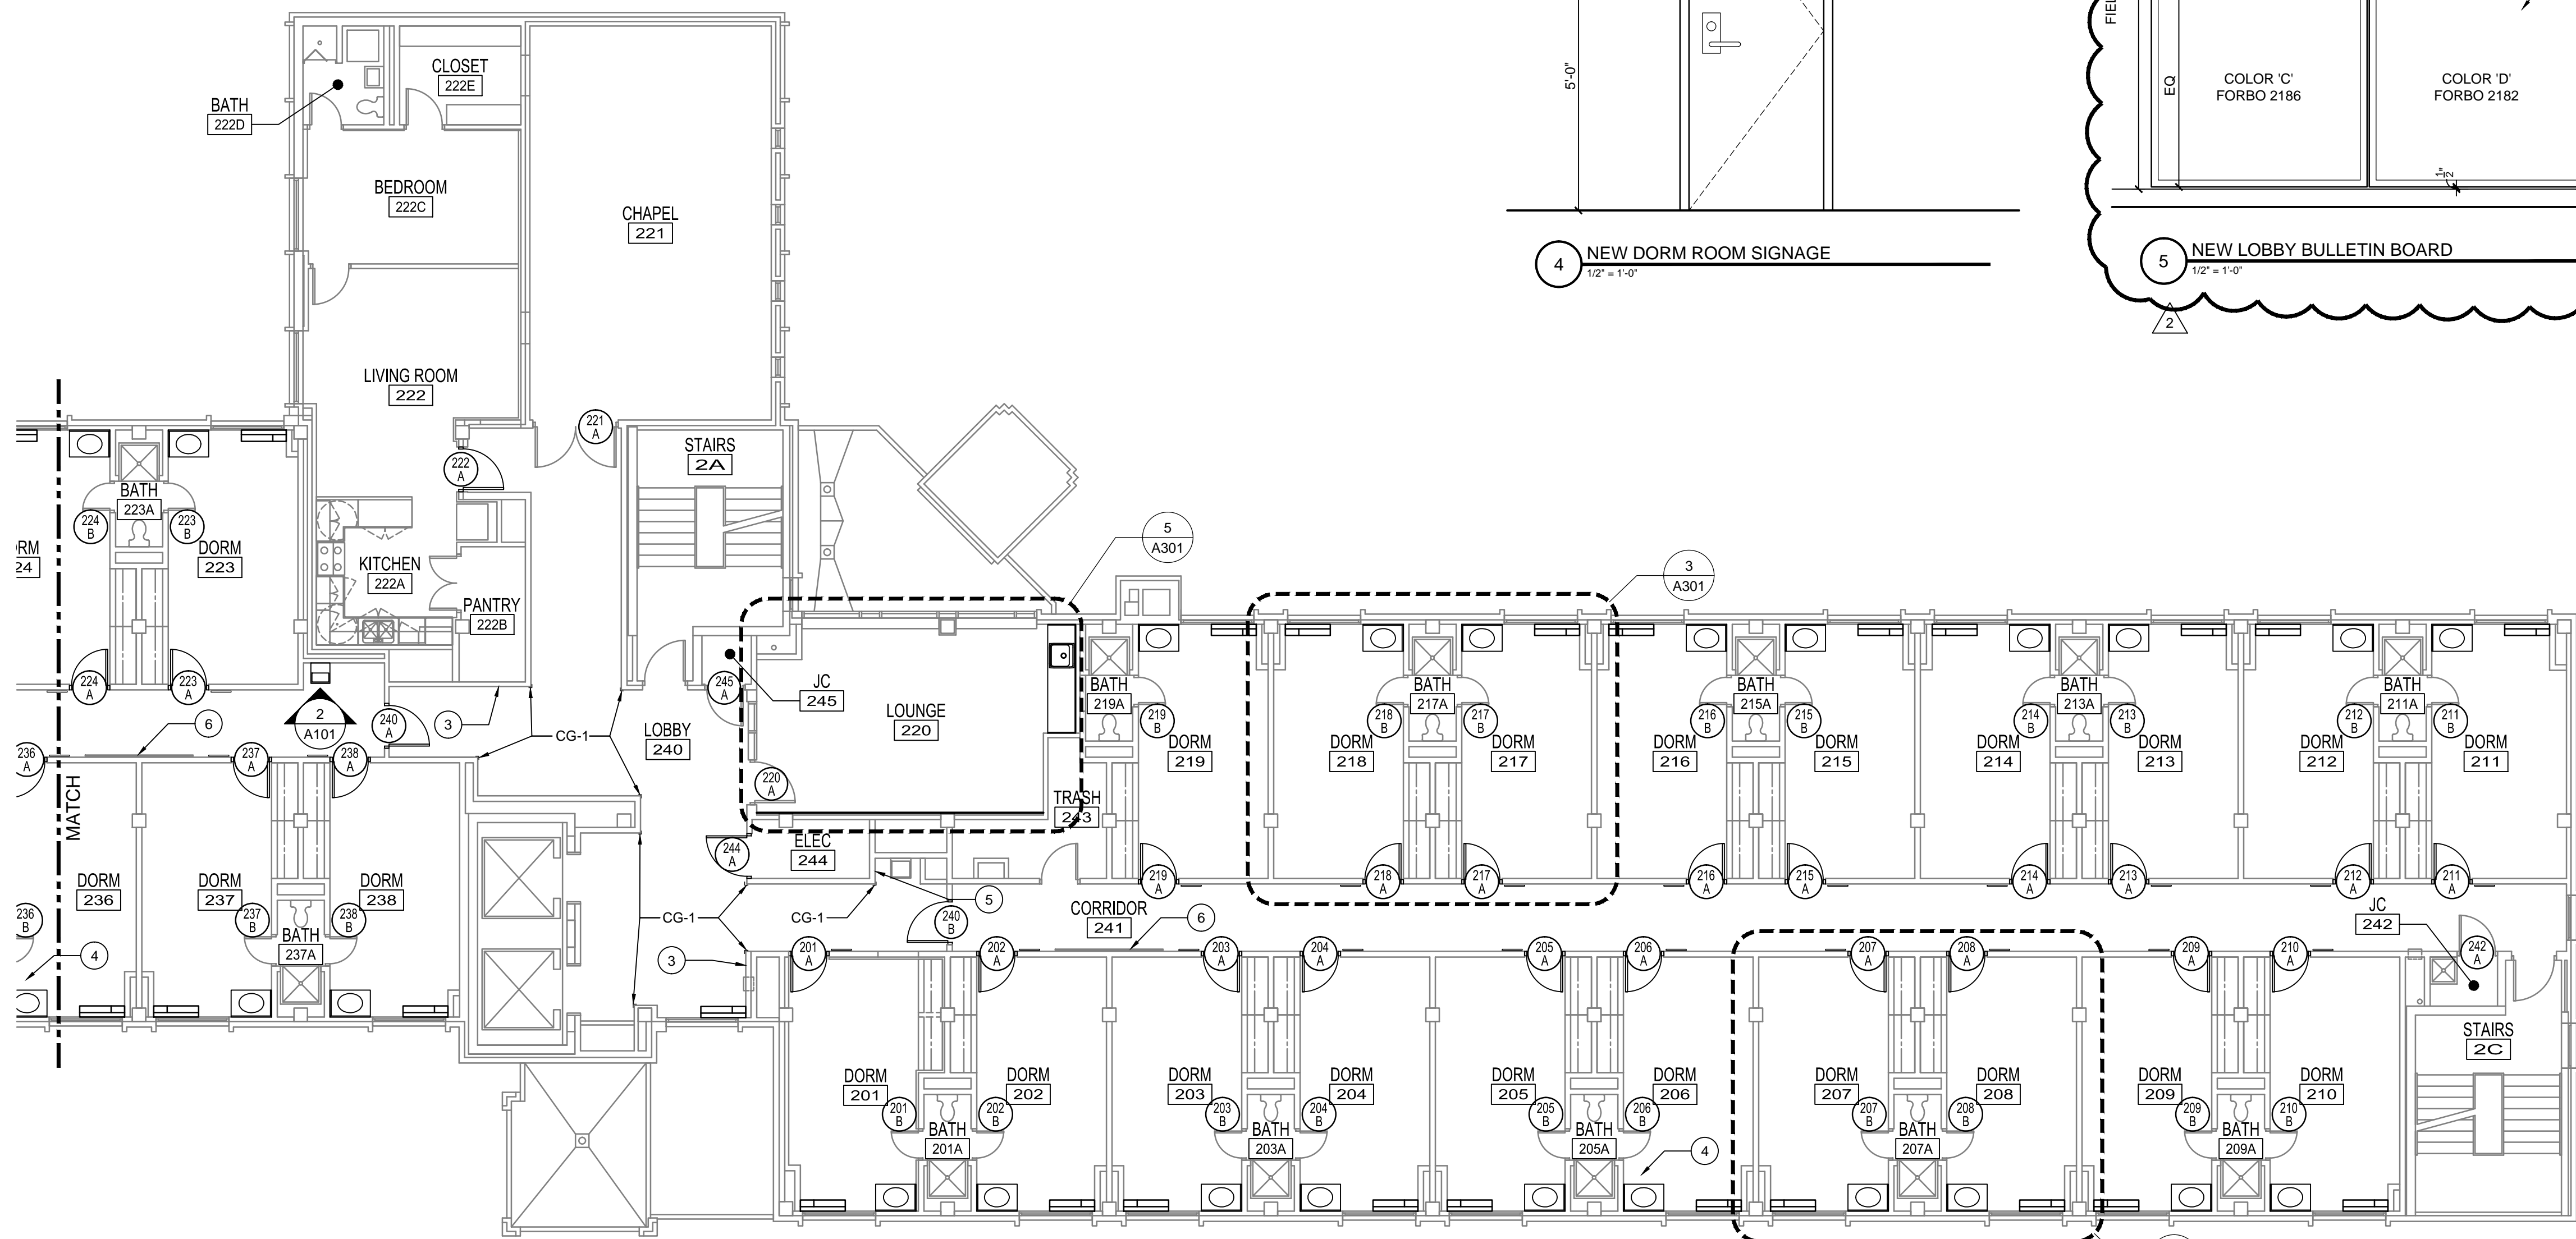 BATH
222D
CLOSET
222E
BEDROOM
222C
CHAPEL
221
LIVING ROOM
222
221
A
222
A
STAIRS
2A
BATH
223A
224
B
223
B
DORM
223
24
KITCHEN
222A
PANTRY
222B
224
A
223
A
6
2
A101
240
A
3
CG-1
LOBBY
240
245
A
JC
245
LOUNGE
220
220
A
5
A301
3
A301
5'-0"
4
NEW DORM ROOM SIGNAGE
1/2" = 1'-0"
EQ
COLOR 'C'
FORBO 2186
COLOR 'D'
FORBO 2182
1"
2
5
NEW LOBBY BULLETIN BOARD
1/2" = 1'-0"
2
BATH
219A
219
B
DORM
219
TRASH
243
219
A
DORM
218
218
B
BATH
217A
217
B
DORM
217
218
A
217
A
DORM
216
216
B
BATH
215A
215
B
DORM
215
216
A
215
A
DORM
214
214
B
BATH
213A
213
B
DORM
213
214
A
213
A
DORM
212
212
B
BATH
211A
211
B
DORM
211
212
A
211
A
236
A
MATCH
237
A
238
A
DORM
236
DORM
237
DORM
238
236
B
4
237
B
238
B
BATH
237A
244
A
ELEC
244
CG-1
CG-1
5
3
240
B
CORRIDOR
241
6
JC
242
242
A
201
A
202
A
203
A
204
A
205
A
206
A
207
A
208
A
209
A
210
A
STAIRS
2C
DORM
201
201
B
BATH
201A
202
B
DORM
202
DORM
203
203
B
BATH
203A
204
B
DORM
204
DORM
205
205
B
BATH
205A
206
B
DORM
206
4
DORM
207
207
B
BATH
207A
208
B
DORM
208
DORM
209
209
B
BATH
209A
210
B
DORM
210